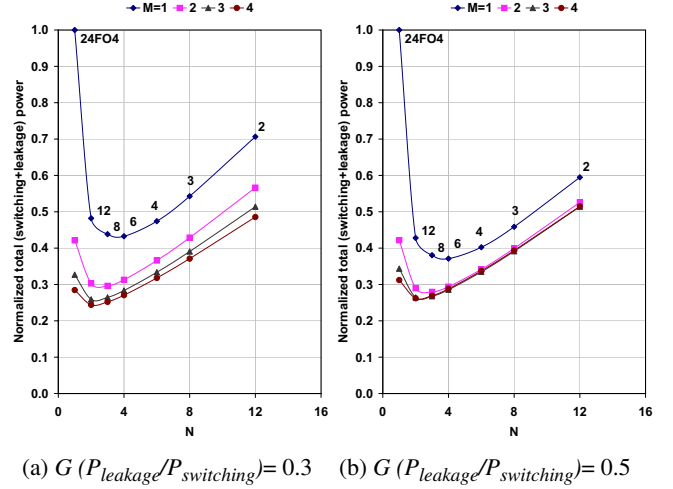 M=1 2 3 4
M=1 2 3 4
Normalized total (switching+leakage) power
1.0
0.9
0.8
0.7
0.6
0.5
0.4
0.3
0.2
0.1
0.0
24FO4
12
8
6
4
3
2
0 4 8 12 16
N
Normalized total (switching+leakage) power
1.0
0.9
0.8
0.7
0.6
0.5
0.4
0.3
0.2
0.1
0.0
24FO4
12
8
6
4
3
2
0 4 8 12 16
N
(a) G (Pleakage/Pswitching)= 0.3
(b) G (Pleakage/Pswitching)= 0.5